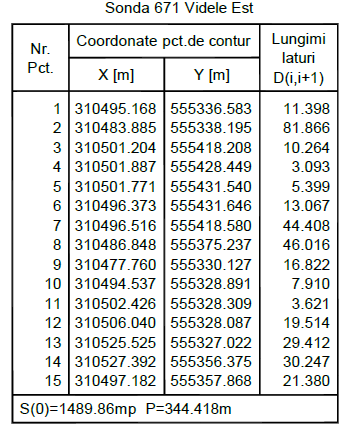 Sonda 671 Videle Est
Nr. Pct. Coordonate pct.de contur Lungimi laturi D(i,i+1)
X [m] Y [m]
1 310495.168 555336.583 11.398
2 310483.885 555338.195 81.866
3 310501.204 555418.208 10.264
4 310501.887 555428.449 3.093
5 310501.771 555431.540 5.399
6 310496.373 555431.646 13.067
7 310496.516 555418.580 44.408
8 310486.848 555375.237 46.016
9 310477.760 555330.127 16.822
10 310494.537 555328.891 7.910
11 310502.426 555328.309 3.621
12 310506.040 555328.087 19.514
13 310525.525 555327.022 29.412
14 310527.392 555356.375 30.247
15 310497.182 555357.868 21.380
S(0)=1489.86mp P=344.418m